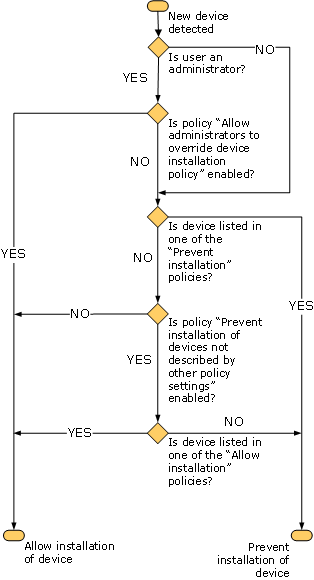 New device
detected
Is user an
administrator?
NO
YES
Is policy “Allow
administrators to
override device
installation
policy” enabled?
NO
Is device listed in
one of the
“Prevent
installation”
policies?
YES
NO
YES
NO
Is policy “Prevent
installation of
devices not
described by
other policy
settings”
enabled?
YES
NO
YES
Is device listed in
one of the “Allow
installation”
policies?
Allow installation
of device
Prevent
installation of
device